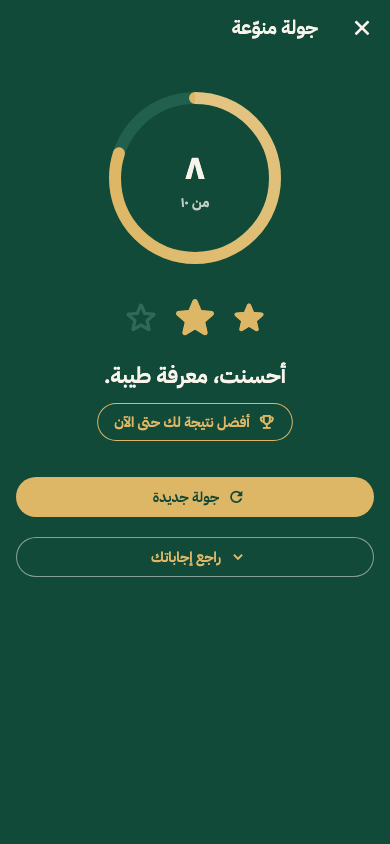 جولة منوّعة
٨
من ١٠
أحسنت، معرفة طيبة.
أفضل نتيجة لك حتى الآن
جولة جديدة
راجع إجاباتك